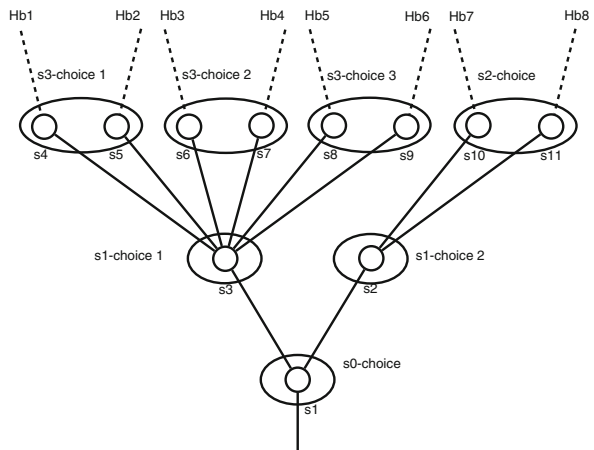 Hb1 Hb2 Hb3 Hb4 Hb5 Hb6 Hb7 Hb8
s3-choice 1 s3-choice 2 s3-choice 3 s2-choice
s4 s5 s6 s7 s8 s9 s10 s11
s1-choice 1 s1-choice 2
s3 s2
s0-choice
s1